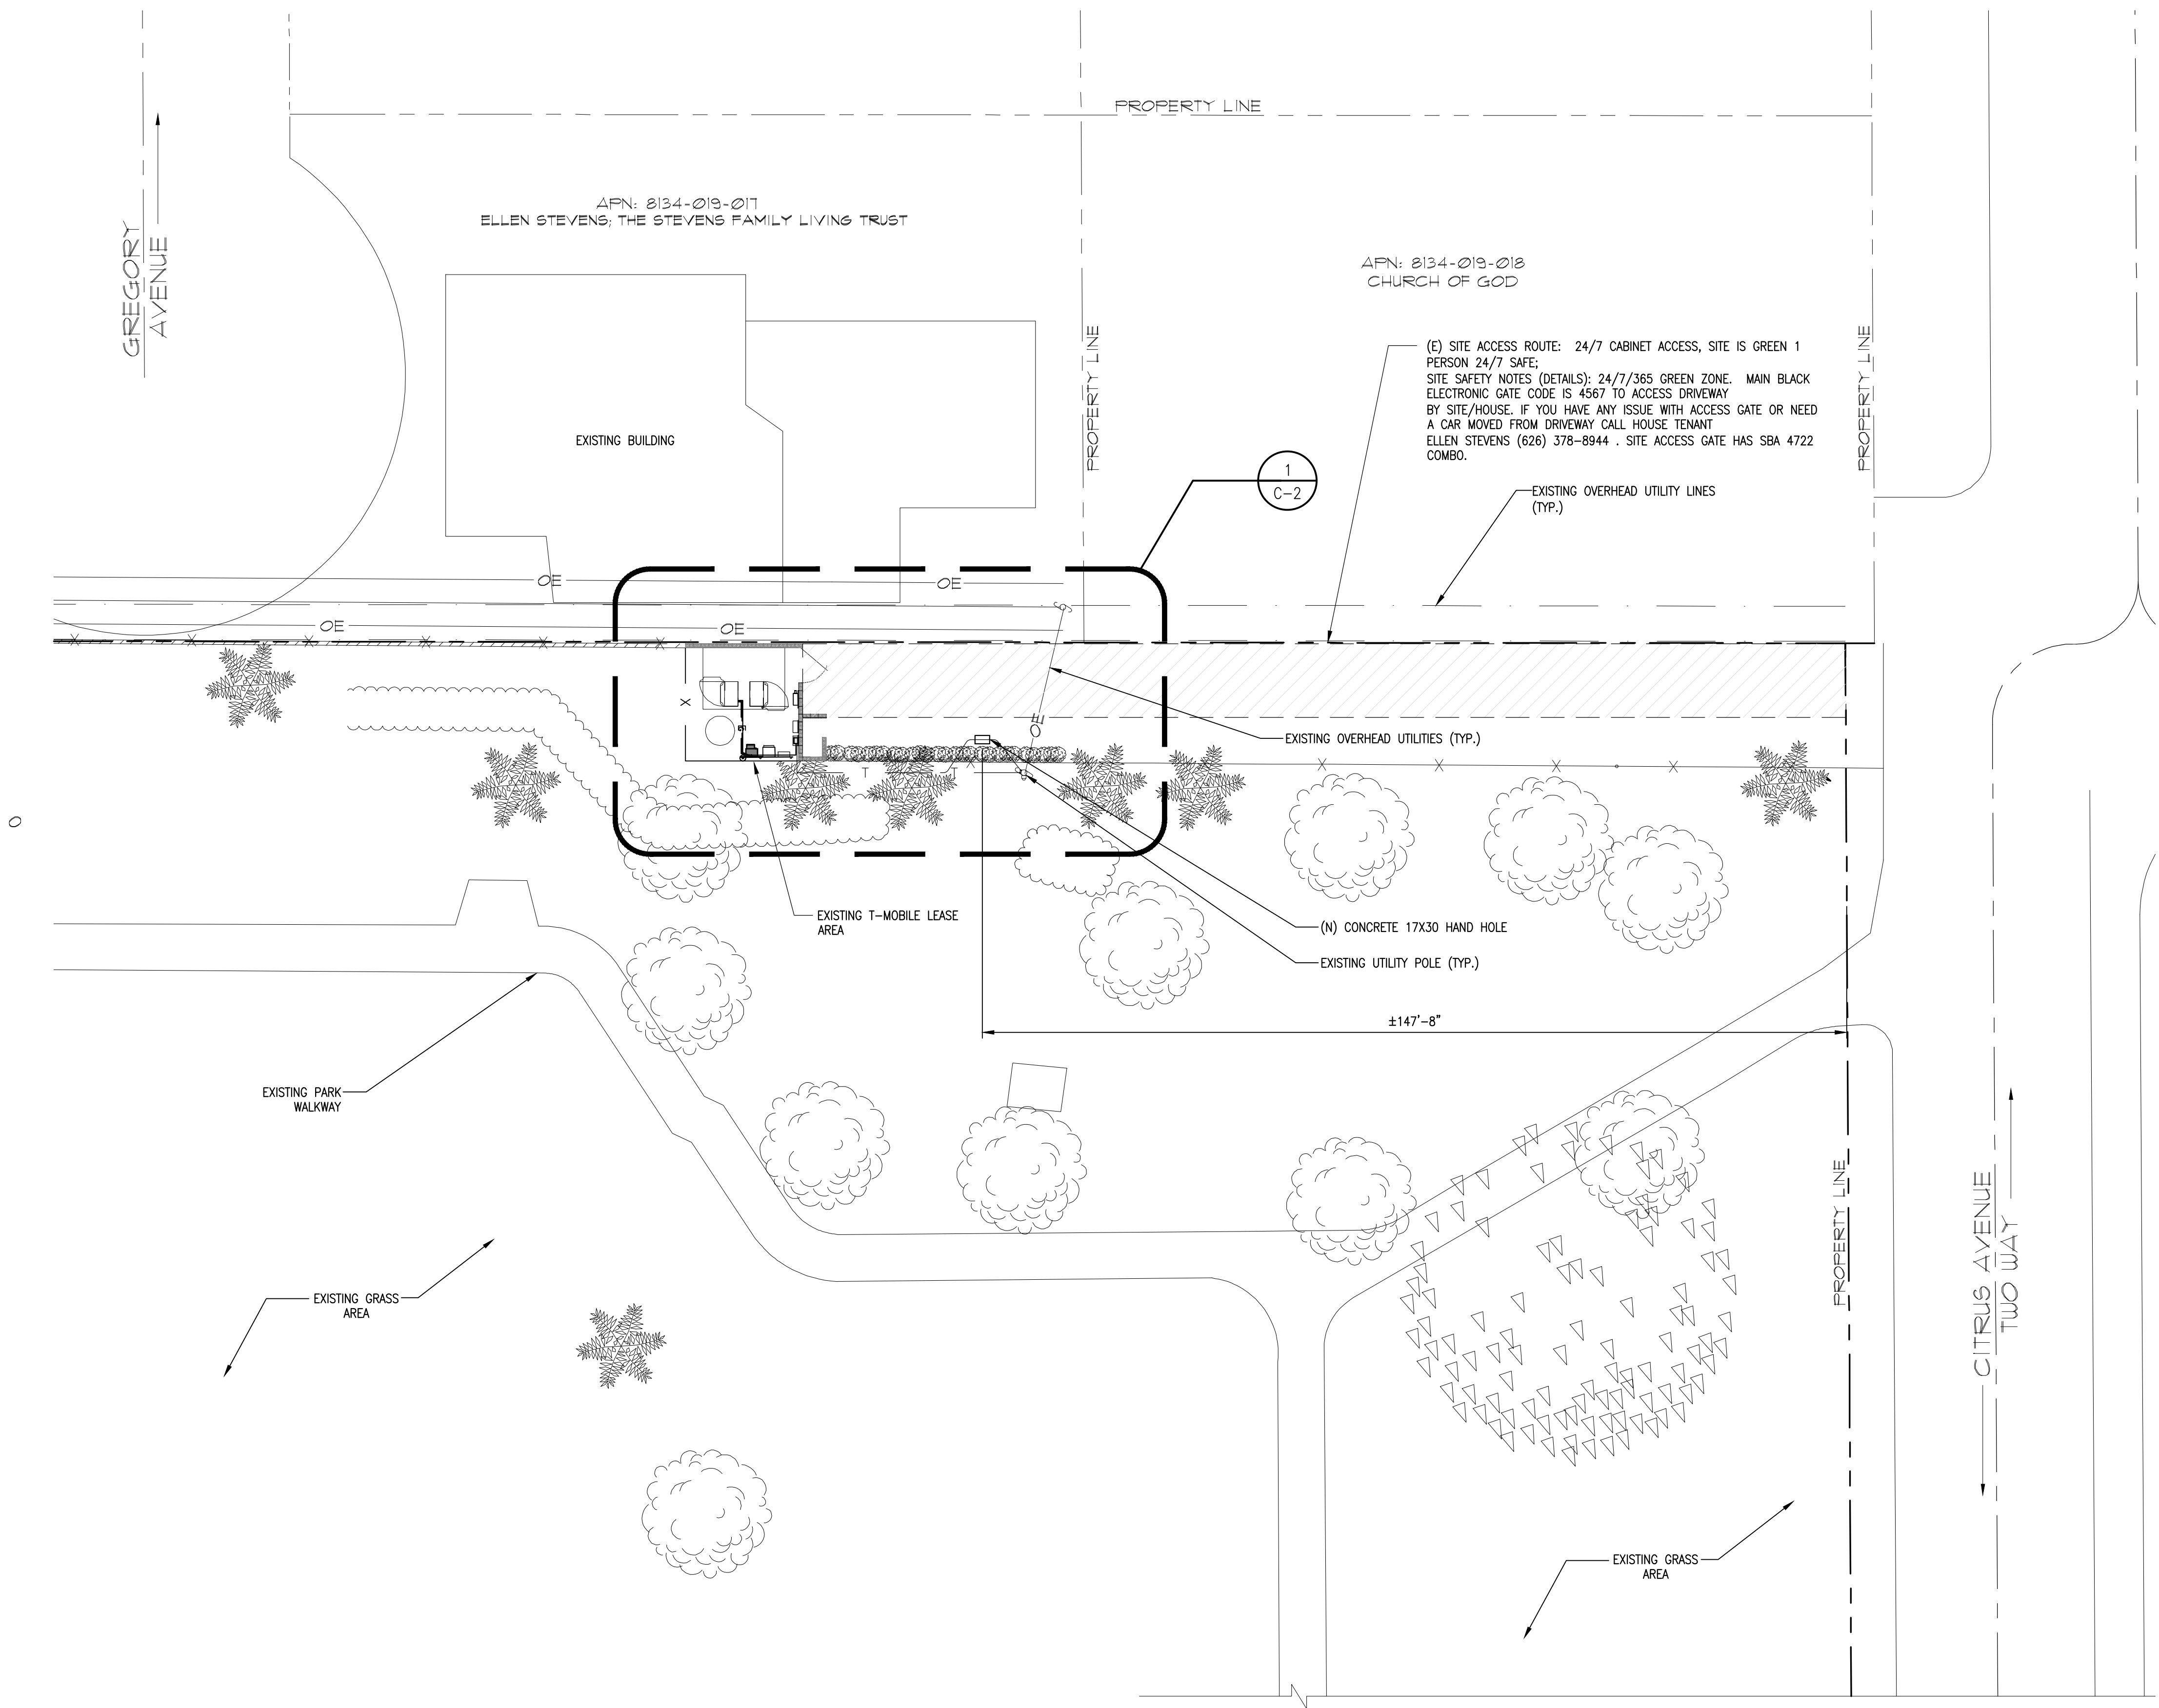 PROPERTY LINE
GREGORY
AVENUE
APN: 8134-019-017
ELLEN STEVENS; THE STEVENS FAMILY LIVING TRUST
APN: 8134-019-018
CHURCH OF GOD
PROPERTY LINE
PROPERTY LINE
(E) SITE ACCESS ROUTE: 24/7 CABINET ACCESS, SITE IS GREEN 1
PERSON 24/7 SAFE;
SITE SAFETY NOTES (DETAILS): 24/7/365 GREEN ZONE. MAIN BLACK
ELECTRONIC GATE CODE IS 4567 TO ACCESS DRIVEWAY
BY SITE/HOUSE. IF YOU HAVE ANY ISSUE WITH ACCESS GATE OR NEED
A CAR MOVED FROM DRIVEWAY CALL HOUSE TENANT
ELLEN STEVENS (626) 378-8944 . SITE ACCESS GATE HAS SBA 4722
COMBO.
EXISTING BUILDING
1
C-2
EXISTING OVERHEAD UTILITY LINES
(TYP.)
OE
OE
OE
OE
X
X
X
X
X
X
X
OE
EXISTING OVERHEAD UTILITIES (TYP.)
T
T
X
X
X
X
X
EXISTING T-MOBILE LEASE
AREA
(N) CONCRETE 17X30 HAND HOLE
EXISTING UTILITY POLE (TYP.)
±147'-8"
EXISTING PARK
WALKWAY
PROPERTY LINE
CITRUS AVENUE
TWO WAY
EXISTING GRASS
AREA
EXISTING GRASS
AREA